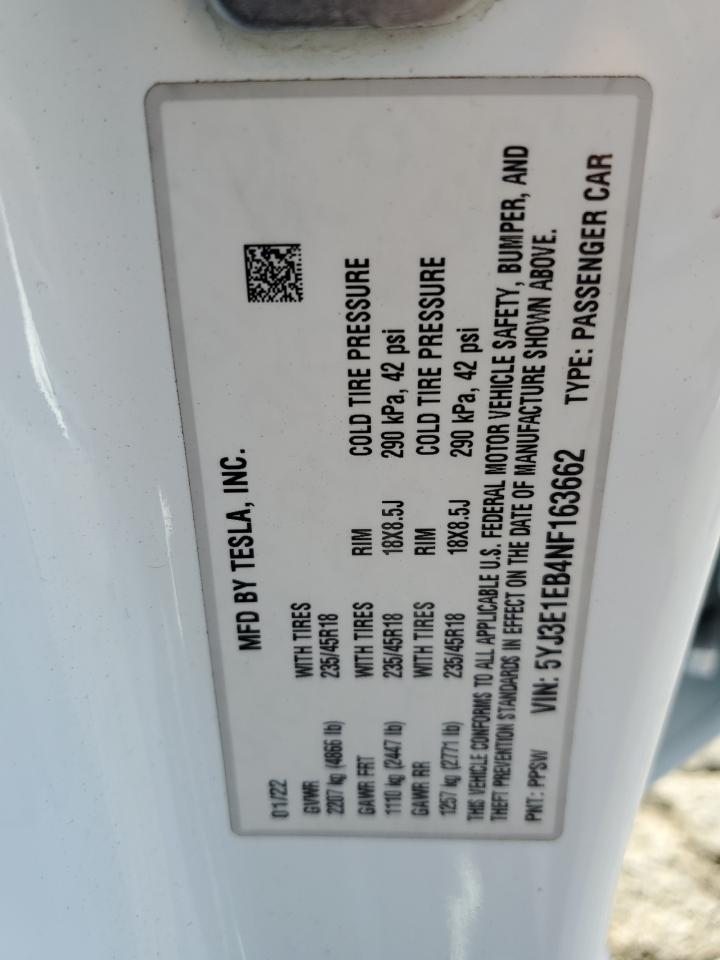 MFD BY TESLA, INC.
01/22
GVWR WITH TIRES
2207 kg (4866 lb) 235/45R18
GAWR FRT WITH TIRES RIM COLD TIRE PRESSURE
1110 kg (2447 lb) 235/45R18 18X8.5J 290 kPa, 42 psi
GAWR RR WITH TIRES RIM COLD TIRE PRESSURE
1257 kg (2771 lb) 235/45R18 18X8.5J 290 kPa, 42 psi
THIS VEHICLE CONFORMS TO ALL APPLICABLE U.S. FEDERAL MOTOR VEHICLE SAFETY, BUMPER, AND
THEFT PREVENTION STANDARDS IN EFFECT ON THE DATE OF MANUFACTURE SHOWN ABOVE.
PNT: PPSW VIN: 5YJ3E1EB4NF163662 TYPE: PASSENGER CAR